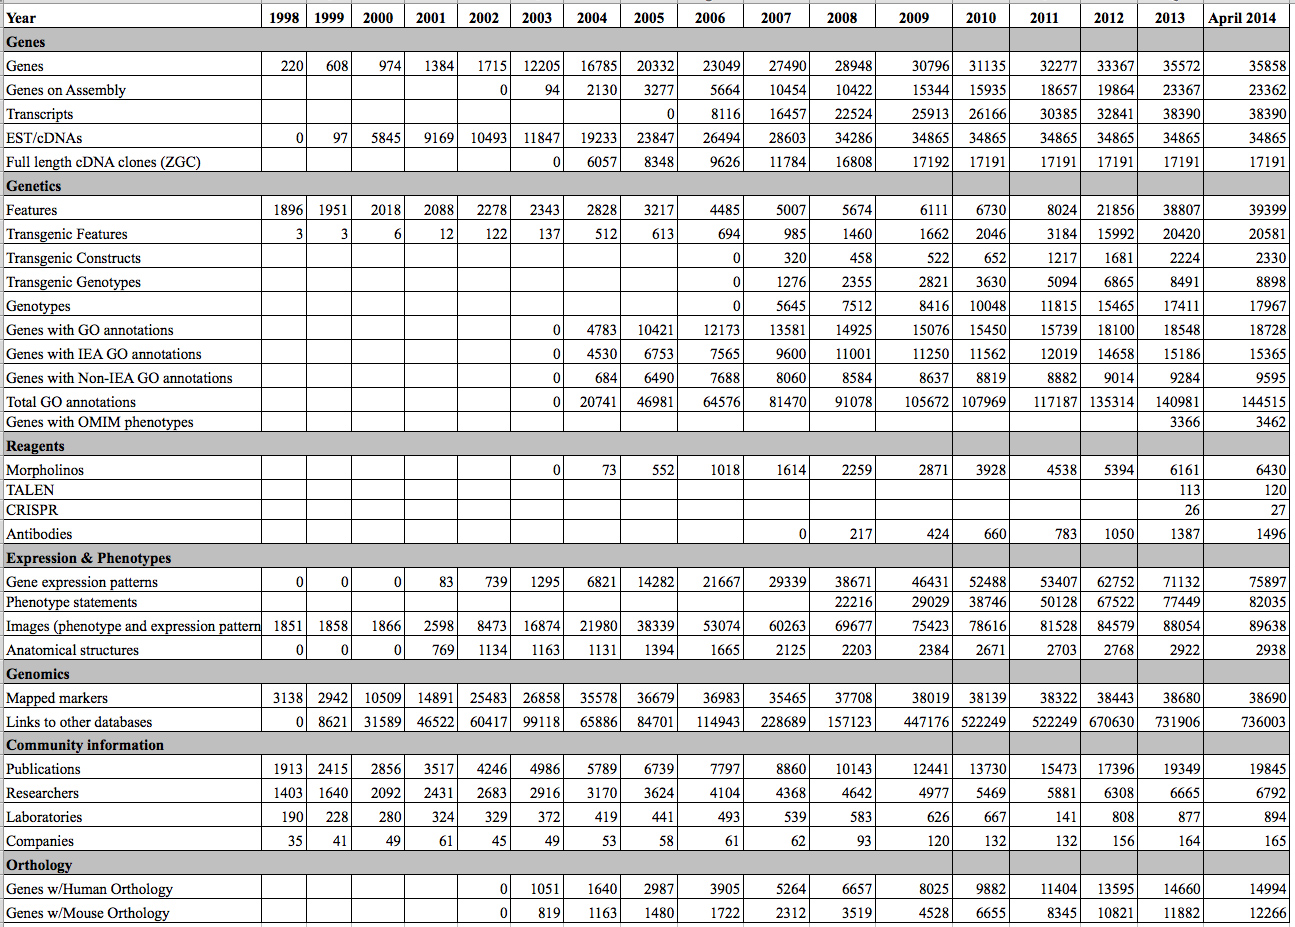 Year 1998 1999 2000 2001 2002 2003 2004 2005 2006 2007 2008 2009 2010 2011 2012 2013 April 2014
Genes
Genes 220 608 974 1384 1715 12205 16785 20332 23049 27490 28948 30796 31135 32277 33367 35572 35858
Genes on Assembly 0 94 2130 3277 5664 10454 10422 15344 15935 18657 19864 23367 23362
Transcripts 0 8116 16457 22524 25913 26166 30385 32841 38390 38390
EST/cDNAs 0 97 5845 9169 10493 11847 19233 23847 26494 28603 34286 34865 34865 34865 34865 34865 34865
Full length cDNA clones (ZGC) 0 6057 8348 9626 11784 16808 17192 17191 17191 17191 17191 17191
Genetics
Features 1896 1951 2018 2088 2278 2343 2828 3217 4485 5007 5674 6111 6730 8024 21856 38807 39399
Transgenic Features 3 3 6 12 122 137 512 613 694 985 1460 1662 2046 3184 15992 20420 20581
Transgenic Constructs 0 320 458 522 652 1217 1681 2224 2330
Transgenic Genotypes 0 1276 2355 2821 3630 5094 6865 8491 8898
Genotypes 0 5645 7512 8416 10048 11815 15465 17411 17967
Genes with GO annotations 0 4783 10421 12173 13581 14925 15076 15450 15739 18100 18548 18728
Genes with IEA GO annotations 0 4530 6753 7565 9600 11001 11250 11562 12019 14658 15186 15365
Genes with Non-IEA GO annotations 0 684 6490 7688 8060 8584 8637 8819 8882 9014 9284 9595
Total GO annotations 0 20741 46981 64576 81470 91078 105672 107969 117187 135314 140981 144515
Genes with OMIM phenotypes 3366 3462
Reagents
Morpholinos 0 73 552 1018 1614 2259 2871 3928 4538 5394 6161 6430
TALEN 113 120
CRISPR 26 27
Antibodies 0 217 424 660 783 1050 1387 1496
Expression & Phenotypes
Gene expression patterns 0 0 0 83 739 1295 6821 14282 21667 29339 38671 46431 52488 53407 62752 71132 75897
Phenotype statements 22216 29029 38746 50128 67522 77449 82035
Images (phenotype and expression pattern 1851 1858 1866 2598 8473 16874 21980 38339 53074 60263 69677 75423 78616 81528 84579 88054 89638
Anatomical structures 0 0 0 769 1134 1163 1131 1394 1665 2125 2203 2384 2671 2703 2768 2922 2938
Genomics
Mapped markers 3138 2942 10509 14891 25483 26858 35578 36679 36983 35465 37708 38019 38139 38322 38443 38680 38690
Links to other databases 0 8621 31589 46522 60417 99118 65886 84701 114943 228689 157123 447176 522249 522249 670630 731906 736003
Community information
Publications 1913 2415 2856 3517 4246 4986 5789 6739 7797 8860 10143 12441 13730 15473 17396 19349 19845
Researchers 1403 1640 2092 2431 2683 2916 3170 3624 4104 4368 4642 4977 5469 5881 6308 6665 6792
Laboratories 190 228 280 324 329 372 419 441 493 539 583 626 667 141 808 877 894
Companies 35 41 49 61 45 49 53 58 61 62 93 120 132 132 156 164 165
Orthology
Genes w/Human Orthology 0 1051 1640 2987 3905 5264 6657 8025 9882 11404 13595 14660 14994
Genes w/Mouse Orthology 0 819 1163 1480 1722 2312 3519 4528 6655 8345 10821 11882 12266